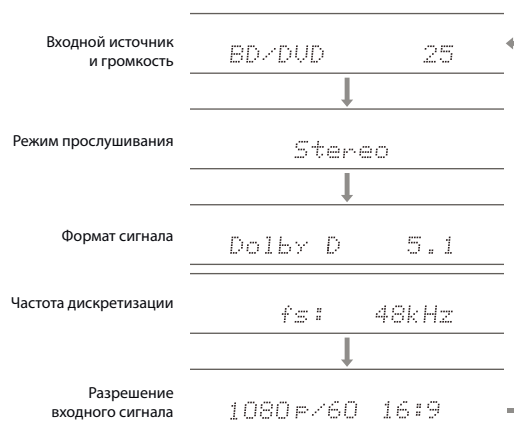 Входной источник
и громкость
BD/DVD 25
Режим прослушивания
Stereo
Формат сигнала
Dolby D 5.1
Частота дискретизации
fs: 48kHz
Разрешение
входного сигнала
1080p/60 16:9